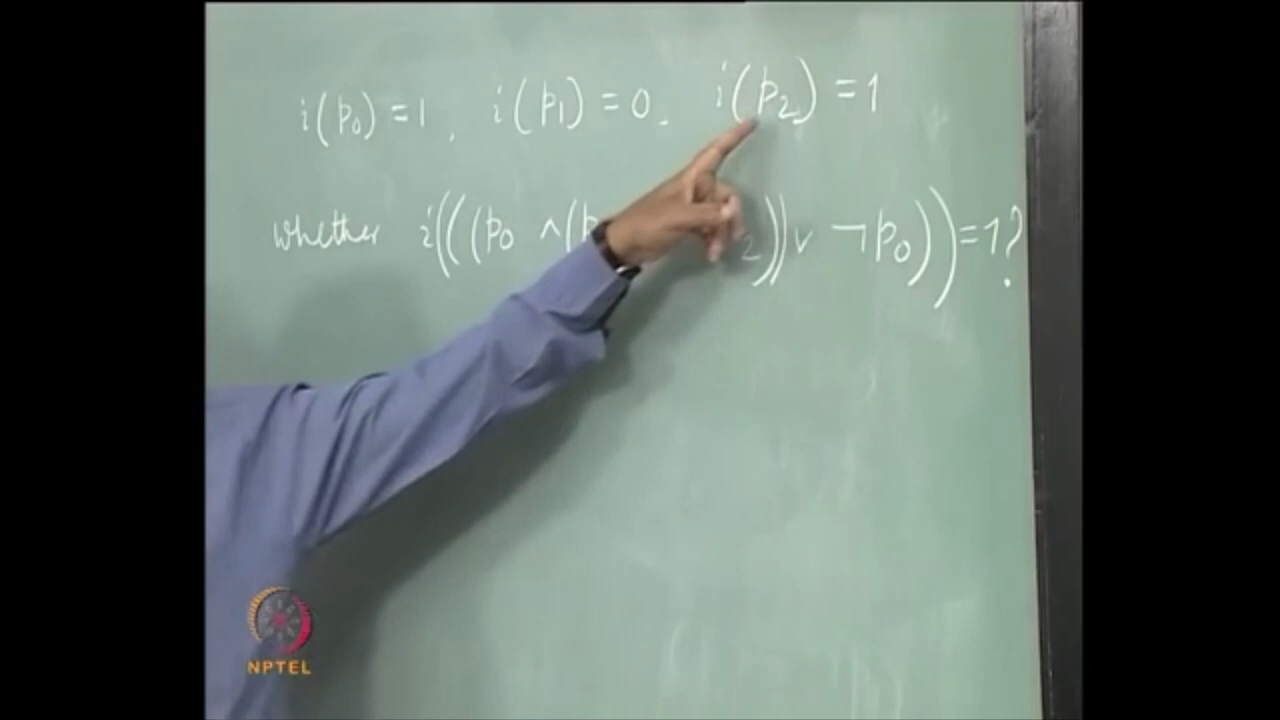 i(p₀) = 1, i(p₁) = 0, i(p₂) = 1
whether i(((p₀ ∧ (p 2)) ∨ ¬p₀)) = 1?
NPTEL